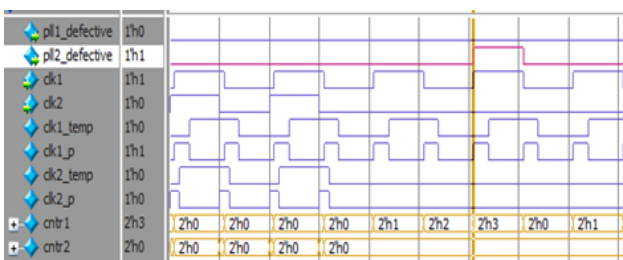 pll1_defective 1'h0
pll2_defective 1'h1
clk1 1'h1
clk2 1'h0
clk1_temp 1'h0
clk1_p 1'h1
clk2_temp 1'h0
clk2_p 1'h0
cntr1 2'h3 2'h0 2'h0 2'h0 2'h0 2'h1 2'h2 2'h3 2'h0 2'h1
cntr2 2'h0 2'h0 2'h0 2'h0 2'h0